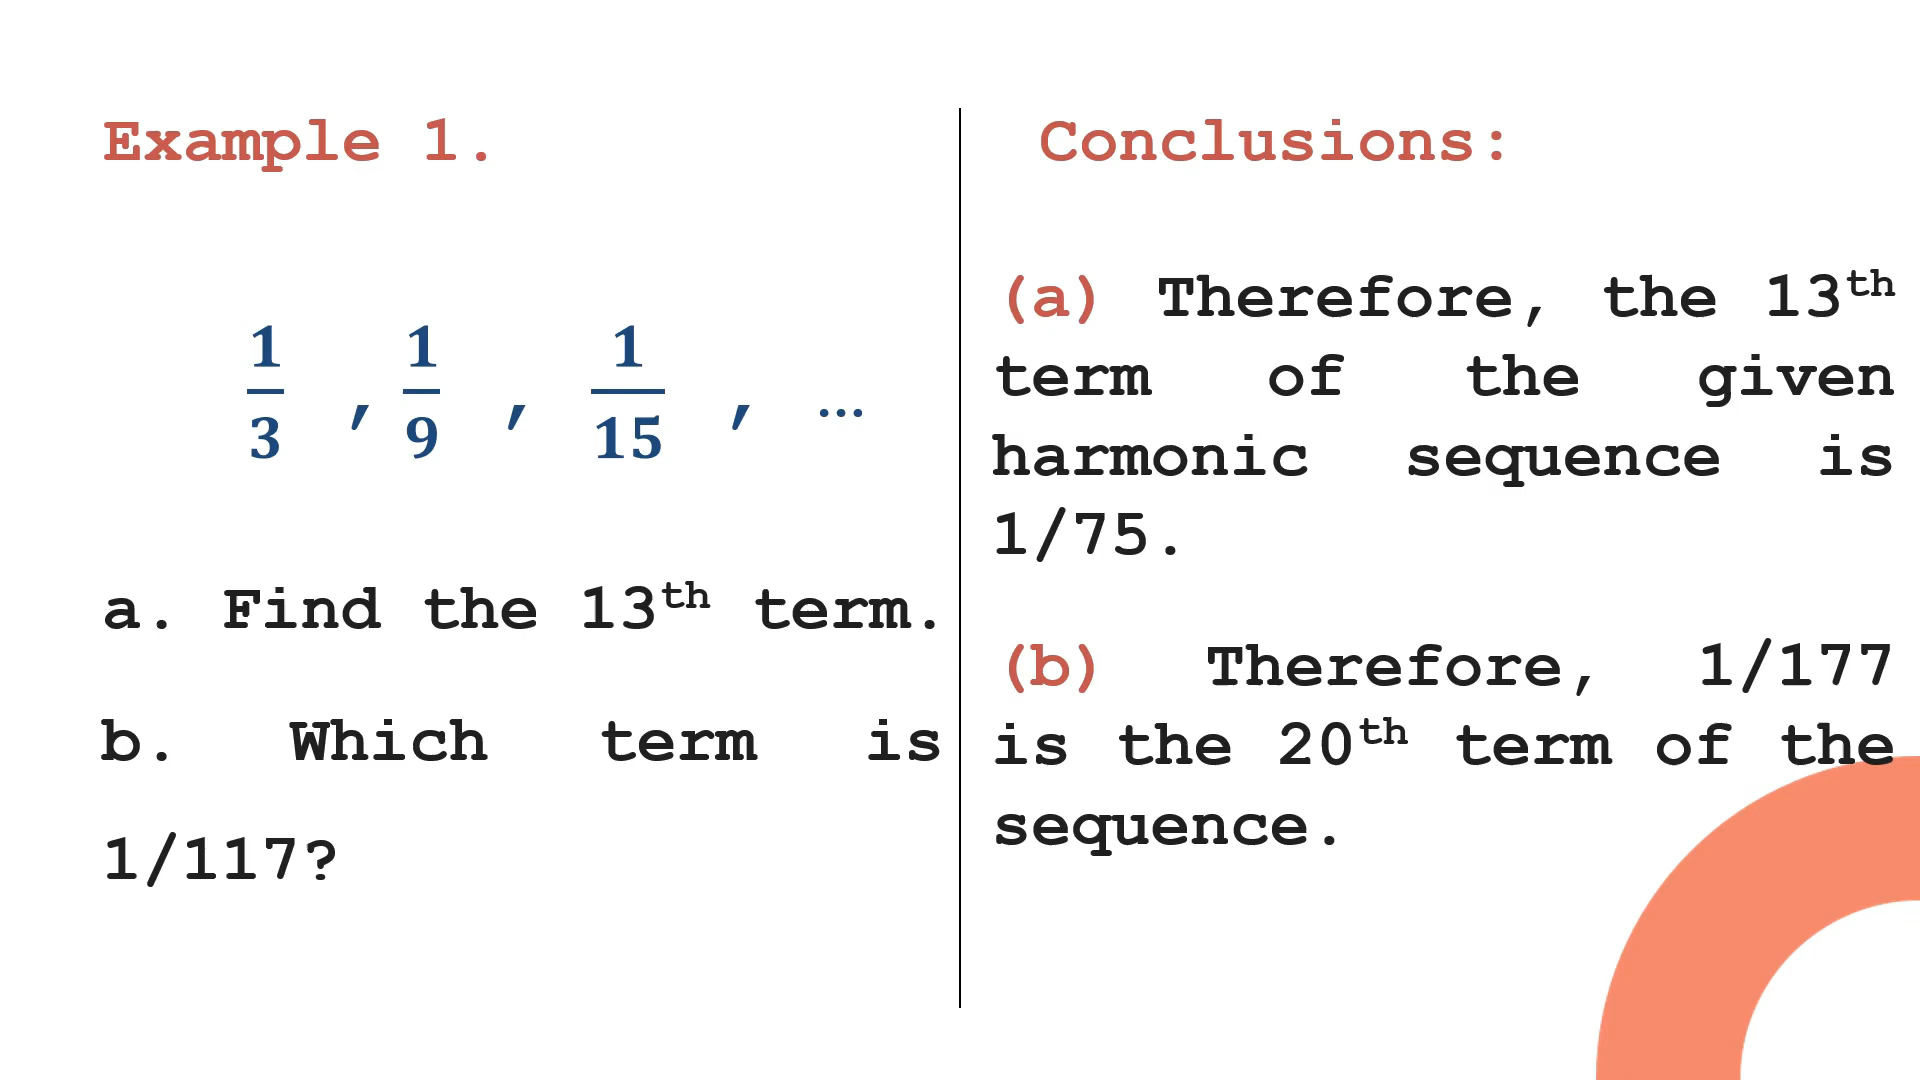 Example 1.
1/3 , 1/9 , 1/15 , ...
a. Find the 13th term.
b. Which term is
1/117?
Conclusions:
(a) Therefore, the 13th
term of the given
harmonic sequence is
1/75.
(b) Therefore, 1/177
is the 20th term of the
sequence.